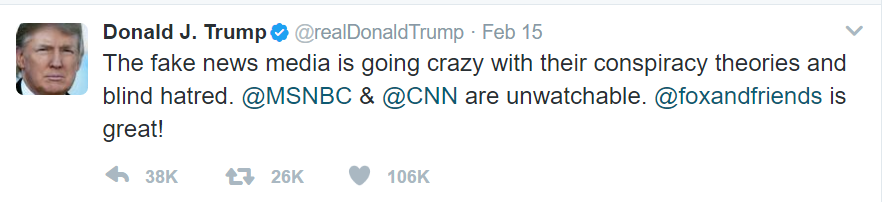 Donald J. Trump @realDonaldTrump · Feb 15
The fake news media is going crazy with their conspiracy theories and
blind hatred. @MSNBC & @CNN are unwatchable. @foxandfriends is
great!
38K 26K 106K